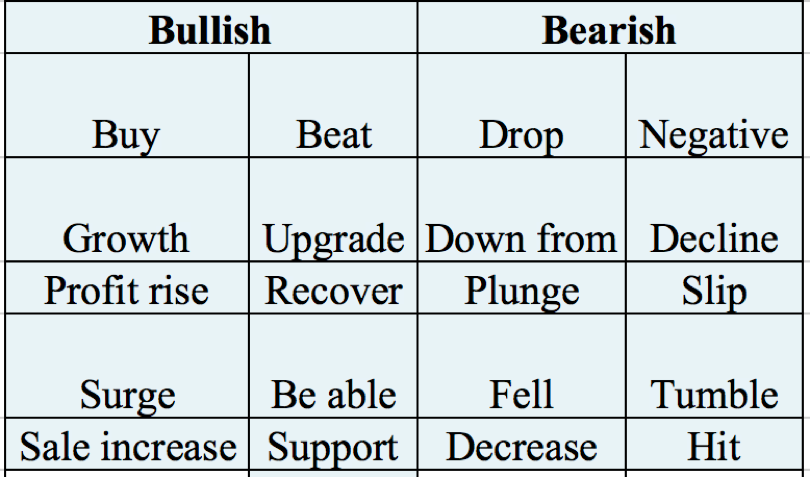 Bullish Bearish
Buy Beat Drop Negative
Growth Upgrade Down from Decline
Profit rise Recover Plunge Slip
Surge Be able Fell Tumble
Sale increase Support Decrease Hit